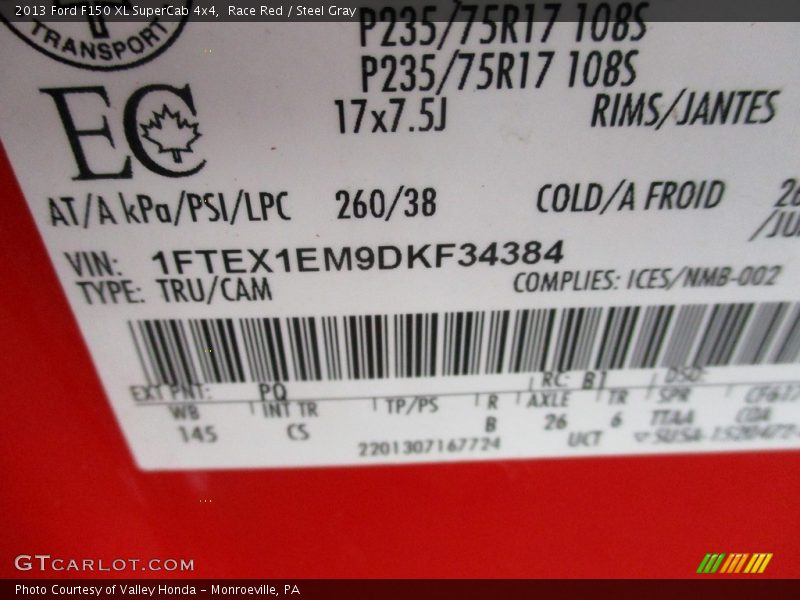 2013 Ford F150 XL SuperCab 4x4, Race Red / Steel Gray
TRANSPORT
P235/75R17 108S
P235/75R17 108S
EC
17x7.5J RIMS/JANTES
AT/A kPa/PSI/LPC 260/38 COLD/A FROID
VIN: 1FTEX1EM9DKF34384
TYPE: TRU/CAM COMPLIES: ICES/NMB-002
EXT PNT: PQ RC: B1 DSO:
WB INT TR TP/PS R AXLE TR SPR
145 CS B 26 6 TTAA
2201307167724 UCT
GTCARLOT.COM
Photo Courtesy of Valley Honda - Monroeville, PA